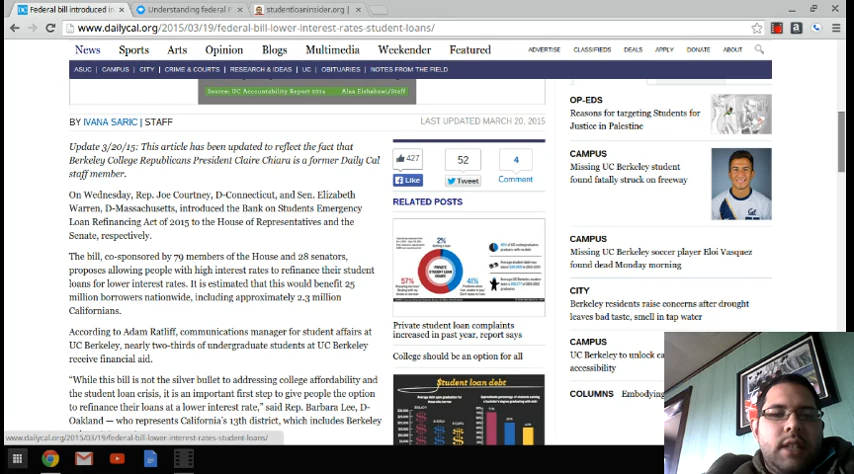 Federal bill introduced in
Understanding federal P
studentloaninsider.org |
www.dailycal.org/2015/03/19/federal-bill-lower-interest-rates-student-loans/
News Sports Arts Opinion Blogs Multimedia Weekender Featured
ADVERTISE CLASSIFIEDS DEALS APPLY DONATE ABOUT
ASUC | CAMPUS | CITY | CRIME & COURTS | RESEARCH & IDEAS | UC | OBITUARIES | NOTES FROM THE FIELD
Source: UC Accountability Report 2014
BY IVANA SARIC | STAFF
LAST UPDATED MARCH 20, 2015
Update 3/20/15: This article has been updated to reflect the fact that
Berkeley College Republicans President Claire Chiara is a former Daily Cal
staff member.
On Wednesday, Rep. Joe Courtney, D-Connecticut, and Sen. Elizabeth
Warren, D-Massachusetts, introduced the Bank on Students Emergency
Loan Refinancing Act of 2015 to the House of Representatives and the
Senate, respectively.
The bill, co-sponsored by 79 members of the House and 28 senators,
proposes allowing people with high interest rates to refinance their student
loans for lower interest rates. It is estimated that this would benefit 25
million borrowers nationwide, including approximately 2.3 million
Californians.
According to Adam Ratliff, communications manager for student affairs at
UC Berkeley, nearly two-thirds of undergraduate students at UC Berkeley
receive financial aid.
“While this bill is not the silver bullet to addressing college affordability and
the student loan crisis, it is an important first step to give people the option
to refinance their loans at a lower interest rate,” said Rep. Barbara Lee, D-
Oakland — who represents California’s 13th district, which includes Berkeley
www.dailycal.org/2015/03/19/federal-bill-lower-interest-rates-student-loans/
427
Like
52
Tweet
4
Comment
RELATED POSTS
2%
57%
PRIVATE
STUDENT LOAN
Private student loan complaints
increased in past year, report says
College should be an option for all
Student loan debt
OP-EDS
Reasons for targeting Students for
Justice in Palestine
CAMPUS
Missing UC Berkeley student
found fatally struck on freeway
CAMPUS
Missing UC Berkeley soccer player Eloi Vasquez
found dead Monday morning
CITY
Berkeley residents raise concerns after drought
leaves bad taste, smell in tap water
CAMPUS
UC Berkeley to unlock ca
accessibility
COLUMNS Embodying